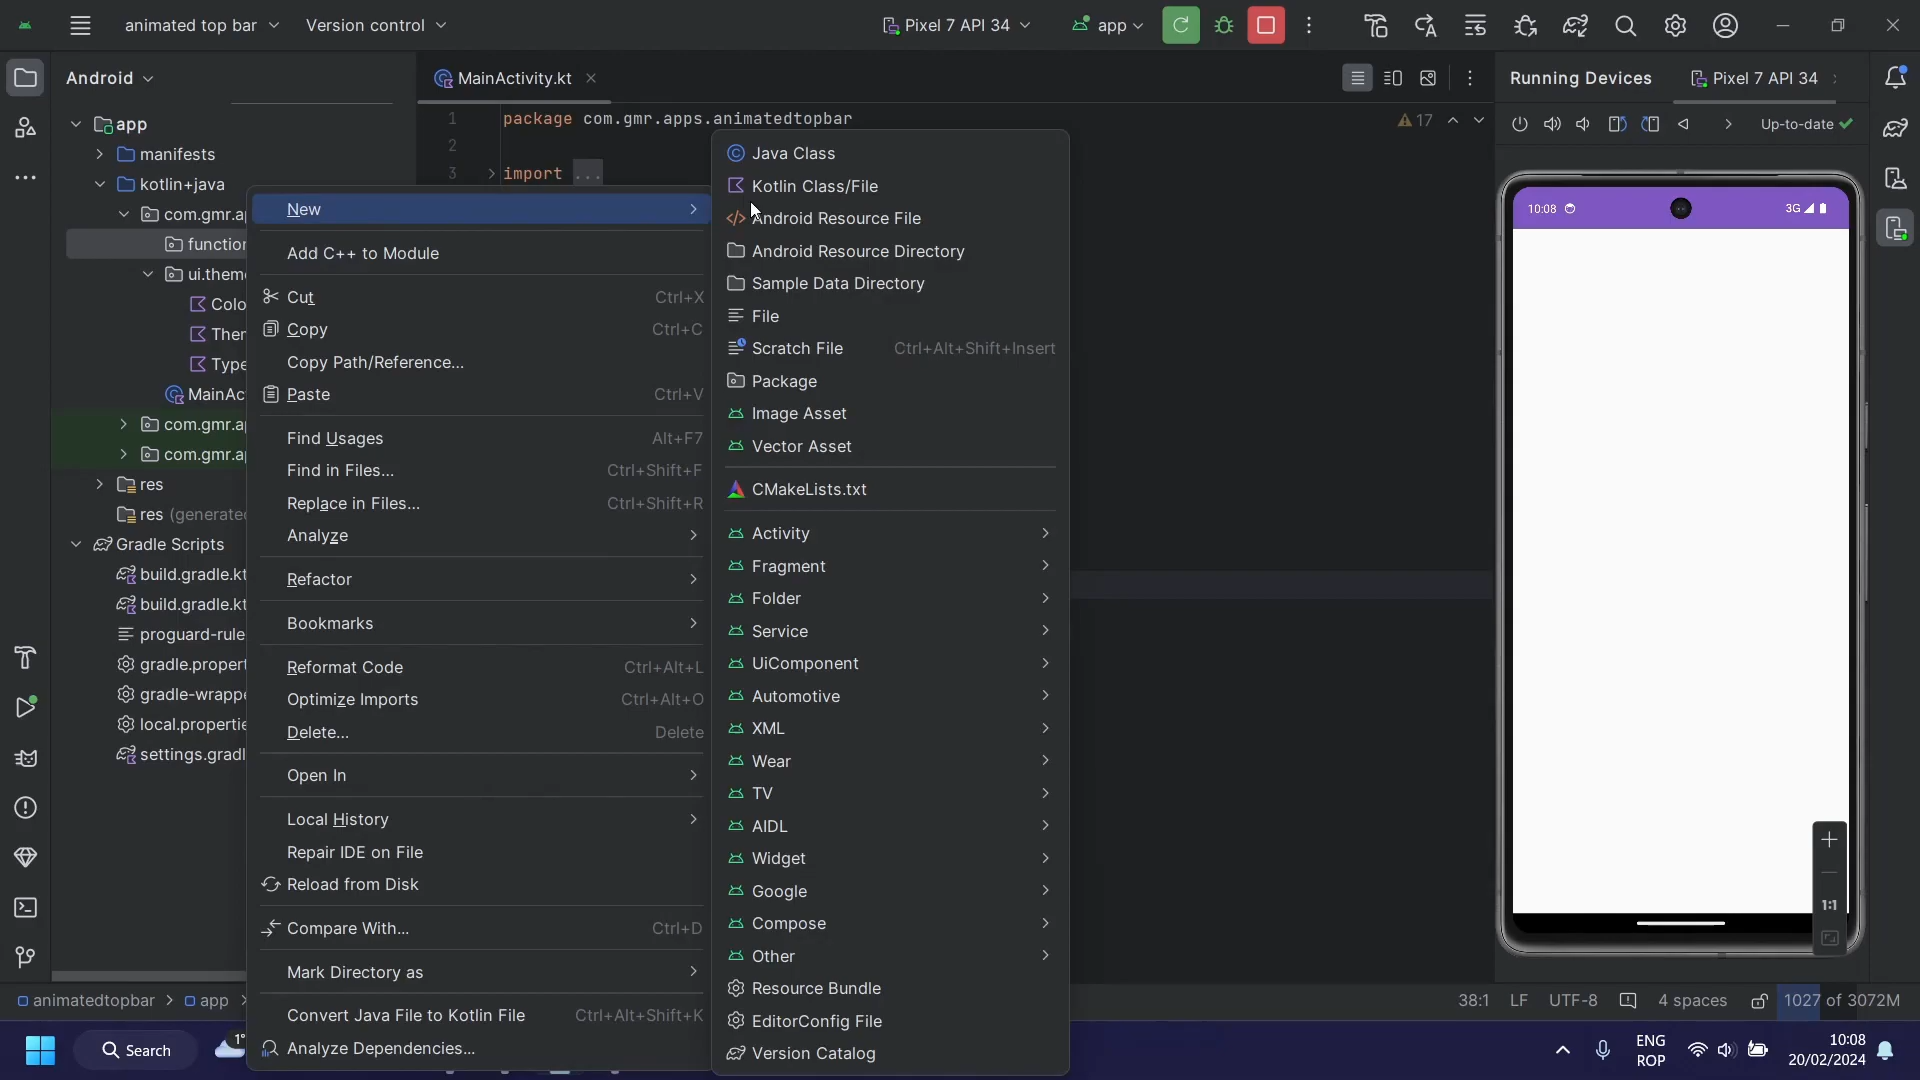 animated top bar
Version control
Pixel 7 API 34
app
Android
MainActivity.kt
Running Devices
Pixel 7 API 34
app
manifests
kotlin+java
com.gmr.a
function
ui.theme
Colo
Type
MainAc
com.gmr.a
com.gmr.a
res
res (generated
Gradle Scripts
build.gradle.kt
build.gradle.kt
proguard-rule
gradle.propert
gradle-wrappe
local.propertie
settings.gradl
1 package com.gmr.apps.animatedtopbar
2
3 import ...
17
Up-to-date
10:08
3G
1:1
New
Add C++ to Module
Cut Ctrl+X
Copy Ctrl+C
Copy Path/Reference...
Paste Ctrl+V
Find Usages Alt+F7
Find in Files... Ctrl+Shift+F
Replace in Files... Ctrl+Shift+R
Analyze
Refactor
Bookmarks
Reformat Code Ctrl+Alt+L
Optimize Imports Ctrl+Alt+O
Delete... Delete
Open In
Local History
Repair IDE on File
Reload from Disk
Compare With... Ctrl+D
Mark Directory as
Convert Java File to Kotlin File Ctrl+Alt+Shift+K
Analyze Dependencies...
Java Class
Kotlin Class/File
Android Resource File
Android Resource Directory
Sample Data Directory
File
Scratch File Ctrl+Alt+Shift+Insert
Package
Image Asset
Vector Asset
CMakeLists.txt
Activity
Fragment
Folder
Service
UiComponent
Automotive
XML
Wear
TV
AIDL
Widget
Google
Compose
Other
Resource Bundle
EditorConfig File
Version Catalog
animatedtopbar > app >
38:1 LF UTF-8 4 spaces 1027 of 3072M
Search
1°
ENG
ROP
10:08
20/02/2024